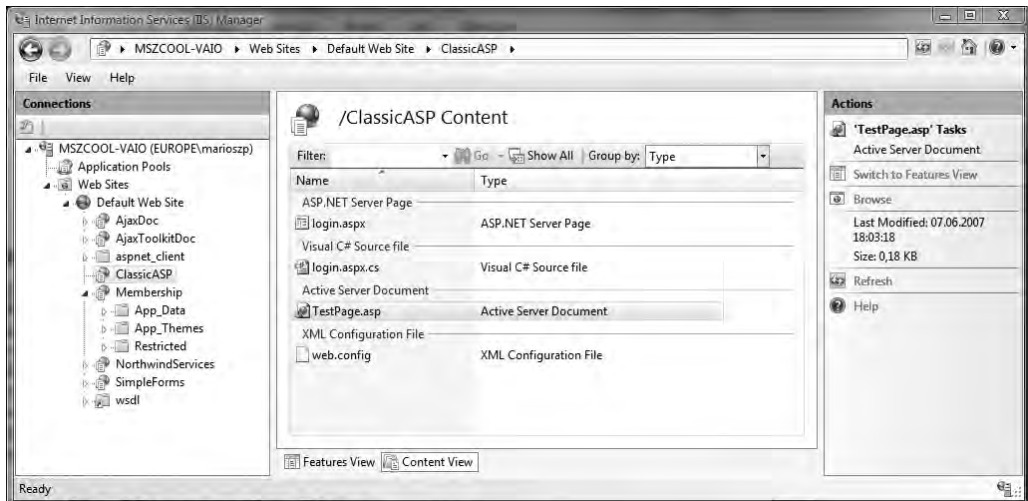 Internet Information Services (IIS) Manager
MSZCOOL-VAIO Web Sites Default Web Site ClassicASP
File View Help
Connections
MSZCOOL-VAIO (EUROPE\marioszp)
Application Pools
Web Sites
Default Web Site
AjaxDoc
AjaxToolkitDoc
aspnet_client
ClassicASP
Membership
App_Data
App_Themes
Restricted
NorthwindServices
SimpleForms
wsdl
/ClassicASP Content
Filter: Go Show All Group by: Type
Name Type
ASP.NET Server Page
login.aspx ASP.NET Server Page
Visual C# Source file
login.aspx.cs Visual C# Source file
Active Server Document
TestPage.asp Active Server Document
XML Configuration File
web.config XML Configuration File
Features View Content View
Actions
'TestPage.asp' Tasks
Active Server Document
Switch to Features View
Browse
Last Modified: 07.06.2007
18:03:18
Size: 0,18 KB
Refresh
Help
Ready